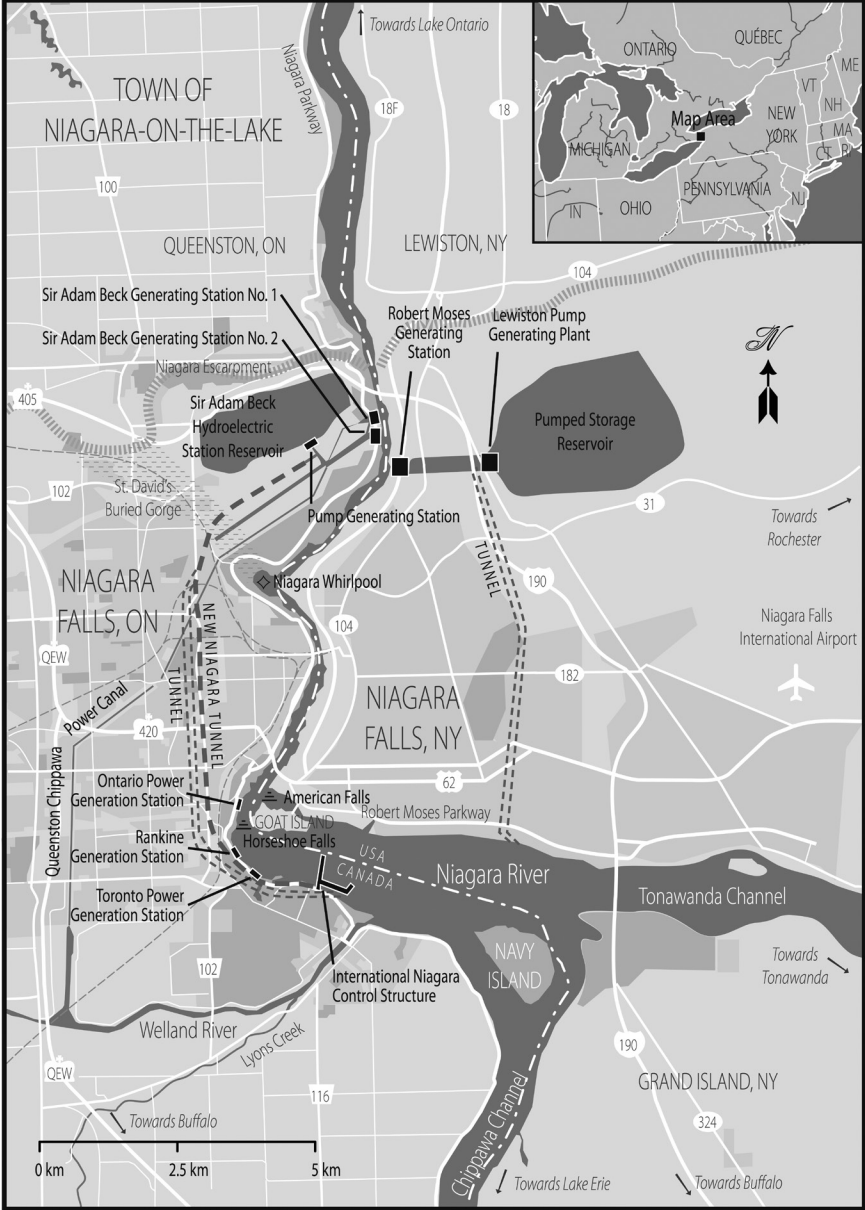 Towards Lake Ontario
ONTARIO
QUÉBEC
ME
VT
NH
NEW
YORK
MA
CT
RI
Map Area
MICHIGAN
PENNSYLVANIA
NJ
IN
OHIO
Niagara Parkway
TOWN OF
NIAGARA-ON-THE-LAKE
18F
18
100
QUEENSTON, ON
LEWISTON, NY
104
Sir Adam Beck Generating Station No. 1
Sir Adam Beck Generating Station No. 2
Robert Moses
Generating
Station
Lewiston Pump
Generating Plant
N
Niagara Escarpment
405
Sir Adam Beck
Hydroelectric
Station Reservoir
Pumped Storage
Reservoir
102
St. David's
Buried Gorge
Pump Generating Station
31
Towards
Rochester
TUNNEL
190
NIAGARA
FALLS, ON
Niagara Whirlpool
104
Niagara Falls
International Airport
QEW
NEW NIAGARA TUNNEL
TUNNEL
182
Power Canal
NIAGARA
FALLS, NY
420
Queenston Chippawa
62
Ontario Power
Generation Station
American Falls
Robert Moses Parkway
GOAT ISLAND
Horseshoe Falls
Rankine
Generation Station
USA
CANADA
Niagara River
Toronto Power
Generation Station
Tonawanda Channel
NAVY
ISLAND
Towards
Tonawanda
102
International Niagara
Control Structure
Welland River
Lyons Creek
190
QEW
116
GRAND ISLAND, NY
Chippawa Channel
324
Towards Buffalo
0 km
2.5 km
5 km
Towards Lake Erie
Towards Buffalo